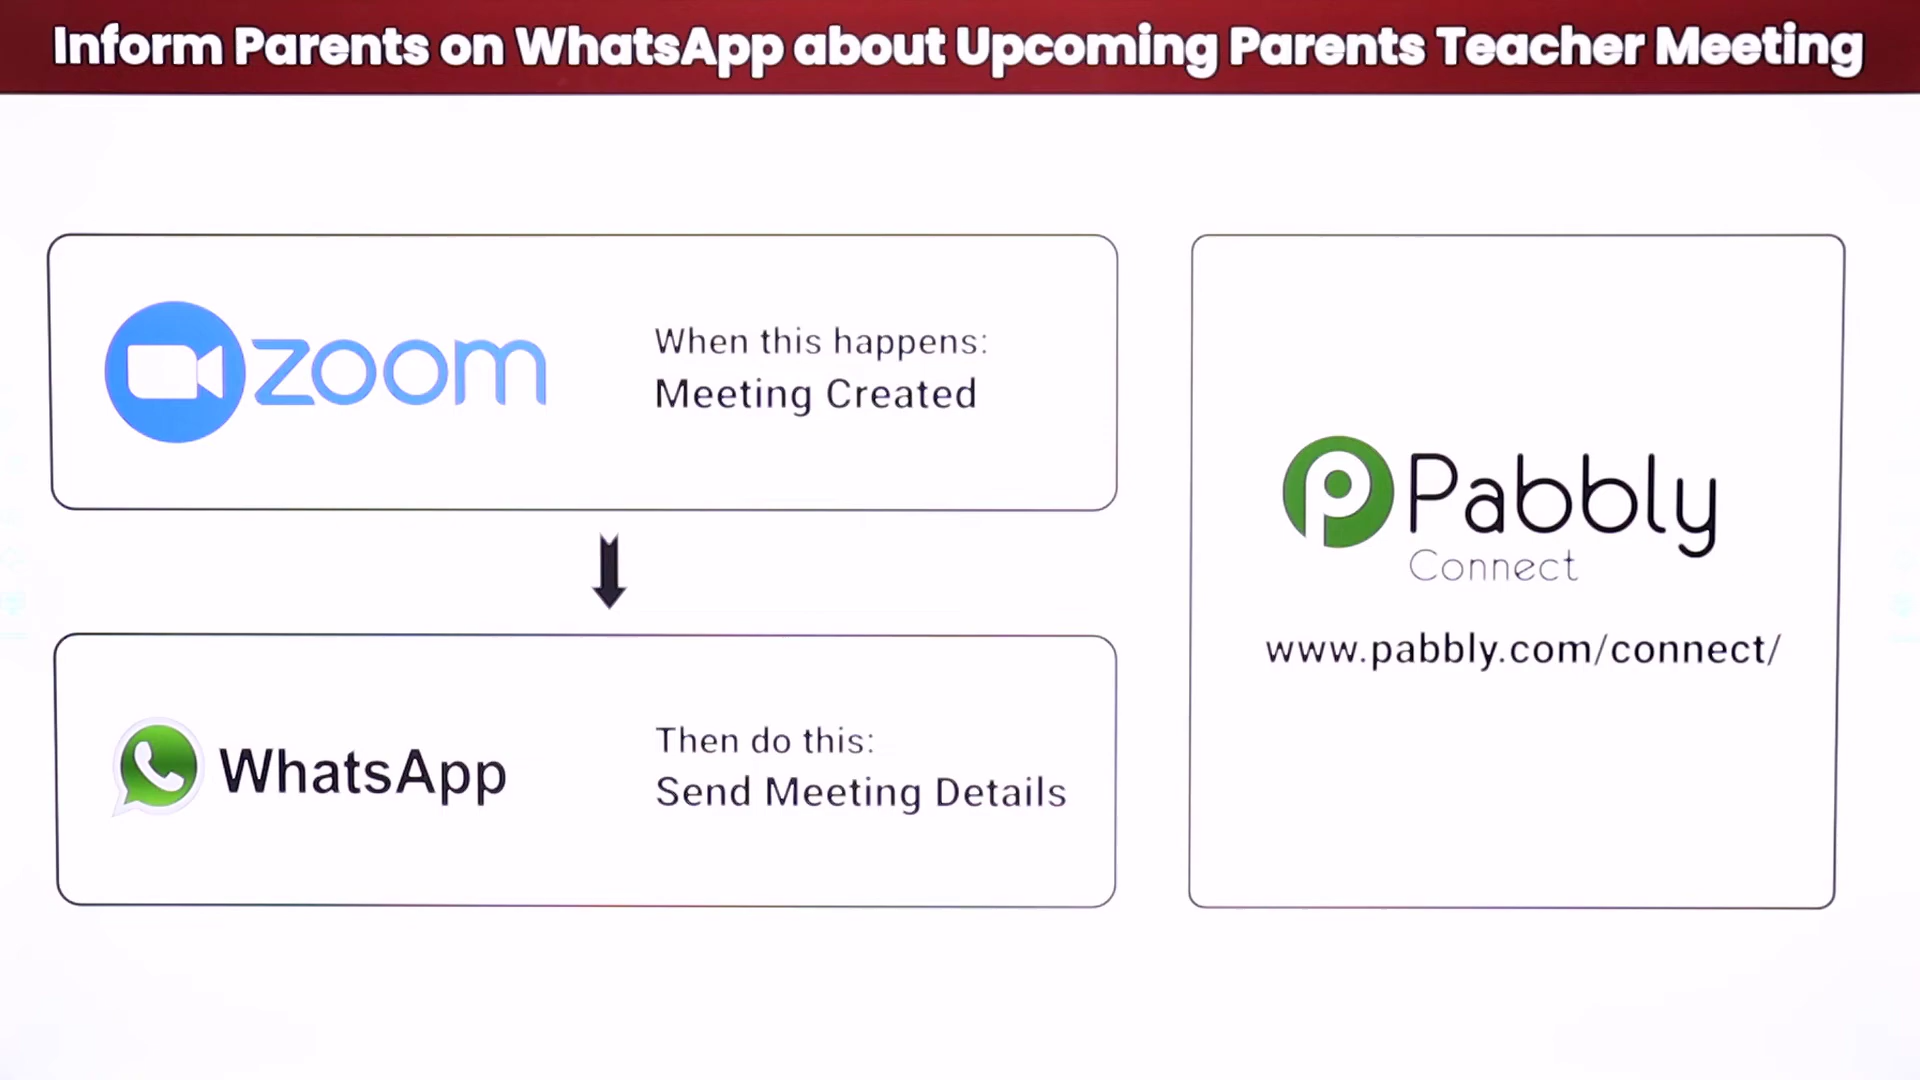 Inform Parents on WhatsApp about Upcoming Parents Teacher Meeting
zoom
When this happens:
Meeting Created
WhatsApp
Then do this:
Send Meeting Details
Pabbly
Connect
www.pabbly.com/connect/